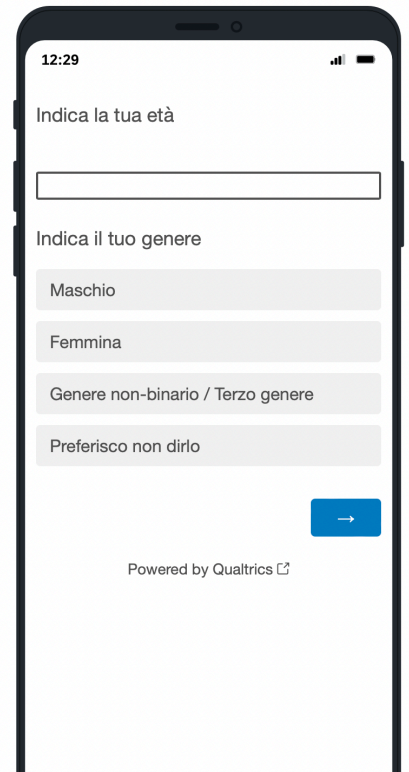 12:29
Indica la tua età
Indica il tuo genere
Maschio
Femmina
Genere non-binario / Terzo genere
Preferisco non dirlo
→
Powered by Qualtrics